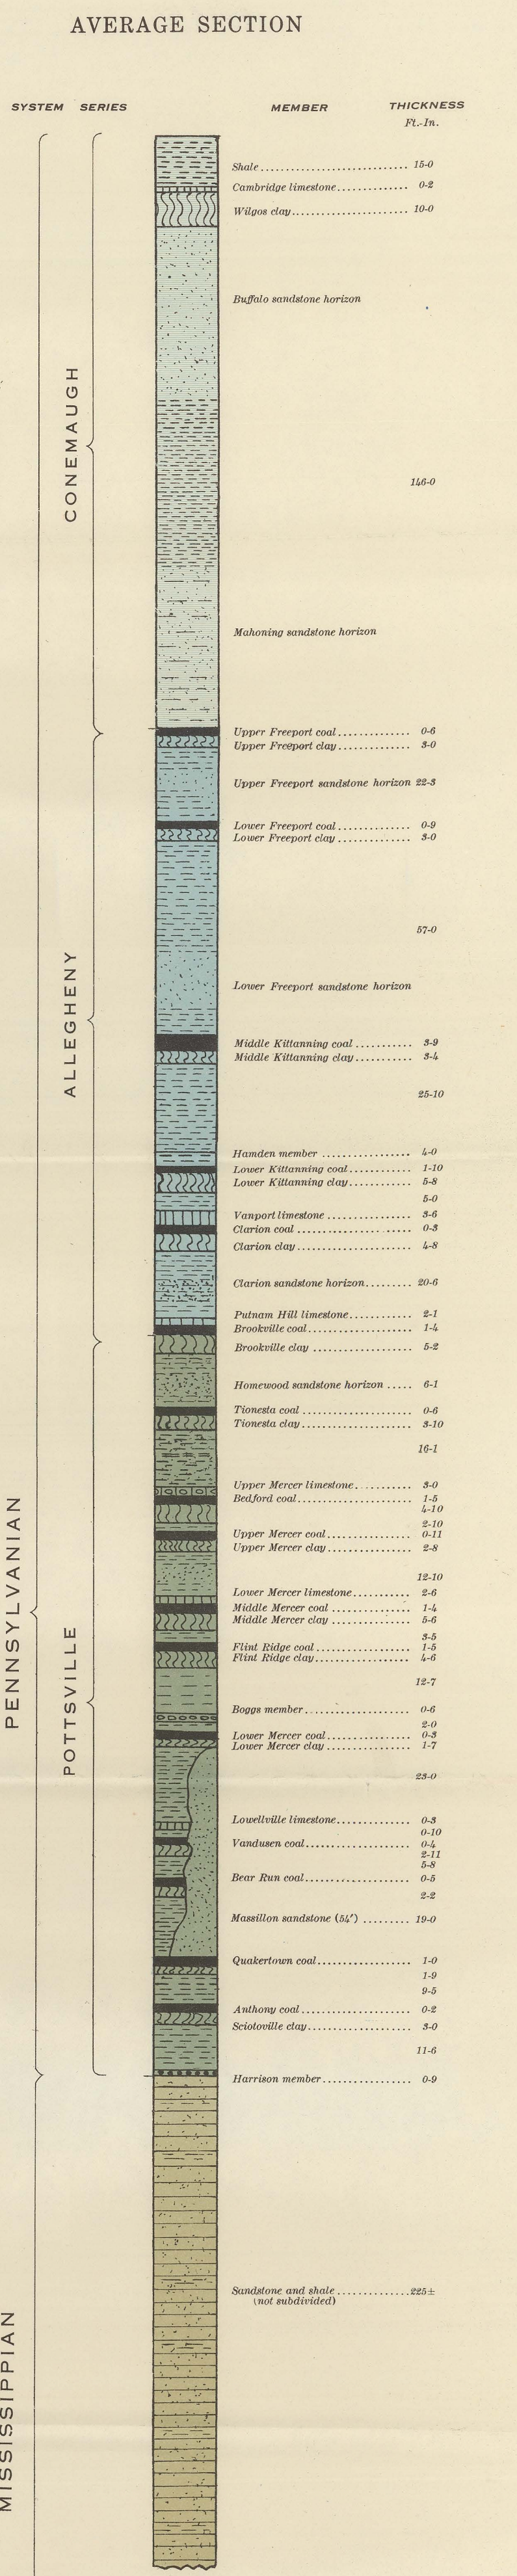 AVERAGE SECTION
SYSTEM SERIES MEMBER THICKNESS
Ft.-In.
Shale 15-0
Cambridge limestone 0-2
Wilgos clay 10-0
Buffalo sandstone horizon
CONEMAUGH
146-0
Mahoning sandstone horizon
Upper Freeport coal 0-6
Upper Freeport clay 3-0
Upper Freeport sandstone horizon 22-3
Lower Freeport coal 0-9
Lower Freeport clay 3-0
57-0
ALLEGHENY
Lower Freeport sandstone horizon
Middle Kittanning coal 3-9
Middle Kittanning clay 3-4
25-10
Hamden member 4-0
Lower Kittanning coal 1-10
Lower Kittanning clay 5-8
5-0
Vanport limestone 3-6
Clarion coal 0-3
Clarion clay 4-8
Clarion sandstone horizon 20-6
Putnam Hill limestone 2-1
Brookville coal 1-4
Brookville clay 5-2
Homewood sandstone horizon 6-1
Tionesta coal 0-6
Tionesta clay 3-10
16-1
Upper Mercer limestone 3-0
Bedford coal 1-5
4-10
2-10
Upper Mercer coal 0-11
Upper Mercer clay 2-8
12-10
Lower Mercer limestone 2-6
Middle Mercer coal 1-4
Middle Mercer clay 5-6
PENNSYLVANIAN
3-5
Flint Ridge coal 1-5
Flint Ridge clay 4-6
12-7
POTTSVILLE
Boggs member 0-6
2-0
Lower Mercer coal 0-3
Lower Mercer clay 1-7
23-0
Lowellville limestone 0-3
0-10
Vandusen coal 0-4
2-11
5-8
Bear Run coal 0-5
2-2
Massillon sandstone (54') 19-0
Quakertown coal 1-0
1-9
9-5
Anthony coal 0-2
Sciotoville clay 3-0
11-6
Harrison member 0-9
Sandstone and shale 225±
(not subdivided)
MISSISSIPPIAN